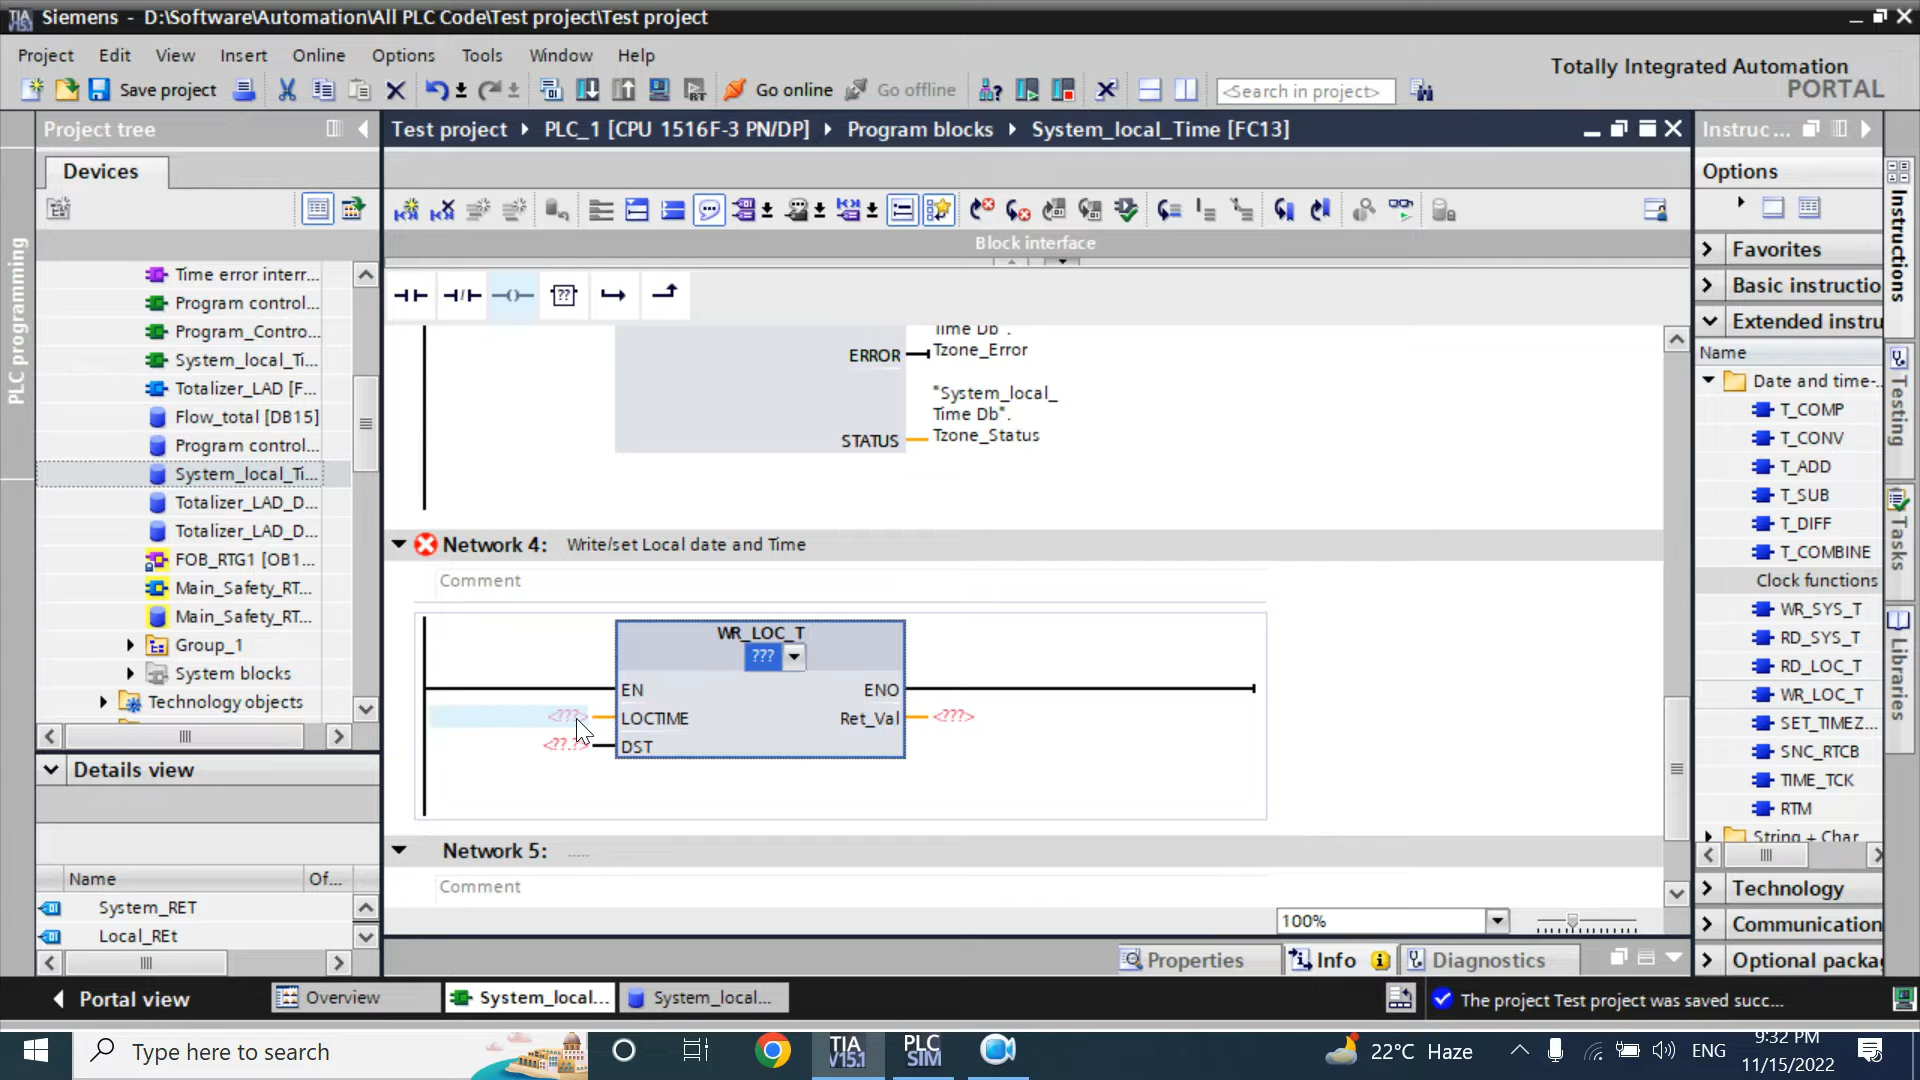 TIA V15.1 Siemens - D:\Software\Automation\All PLC Code\Test project\Test project
Project Edit View Insert Online Options Tools Window Help
Totally Integrated Automation
PORTAL
Save project
Go online
Go offline
<Search in project>
Project tree
Test project PLC_1 [CPU 1516F-3 PN/DP] Program blocks System_local_Time [FC13]
Instruc...
Devices
Options
Block interface
PLC programming
Time error interr...
Program control...
Program_Contro...
System_local_Ti...
Totalizer_LAD [F...
Flow_total [DB15]
Program control...
System_local_Ti...
Totalizer_LAD_D...
Totalizer_LAD_D...
FOB_RTG1 [OB1...
Main_Safety_RT...
Main_Safety_RT...
Group_1
System blocks
Technology objects
Details view
Name Of...
System_RET
Local_REt
??
Time Db".
ERROR
Tzone_Error
"System_local_
Time Db".
STATUS
Tzone_Status
Network 4: Write/set Local date and Time
Comment
WR_LOC_T
???
EN ENO
<???> LOCTIME Ret_Val <???>
<??.?> DST
Network 5: .....
Comment
100%
Properties Info Diagnostics
Favorites
Basic instructio
Extended instru
Name
Date and time-...
T_COMP
T_CONV
T_ADD
T_SUB
T_DIFF
T_COMBINE
Clock functions
WR_SYS_T
RD_SYS_T
RD_LOC_T
WR_LOC_T
SET_TIMEZ...
SNC_RTCB
TIME_TCK
RTM
String + Char
Technology
Communication
Optional packa
Instructions
Testing
Tasks
Libraries
Portal view
Overview
System_local...
System_local...
The project Test project was saved succ...
Type here to search
TIA V15.1
PLC SIM
22°C Haze
ENG
9:32 PM
11/15/2022